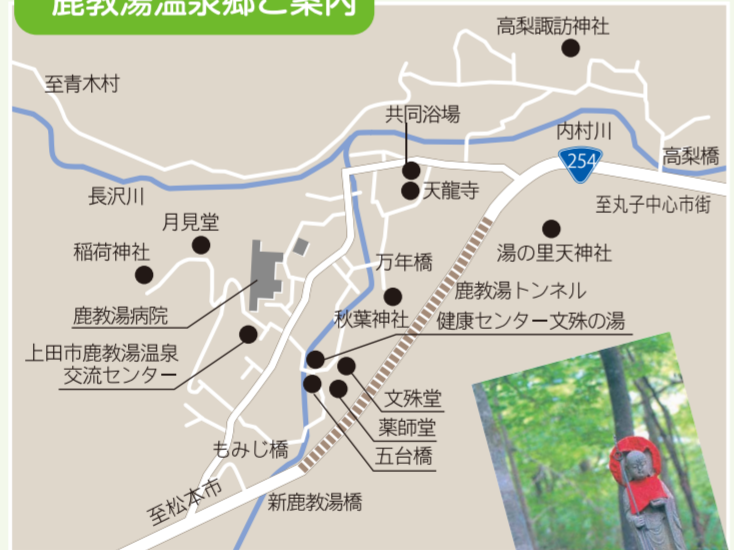 鹿教湯温泉郷ご案内
高梨諏訪神社
至青木村
共同浴場
内村川
254
高梨橋
長沢川
天龍寺
至丸子中心市街
月見堂
稲荷神社
湯の里天神社
万年橋
鹿教湯トンネル
鹿教湯病院
秋葉神社
健康センター文殊の湯
上田市鹿教湯温泉
交流センター
文殊堂
薬師堂
もみじ橋
五台橋
至松本市
新鹿教湯橋